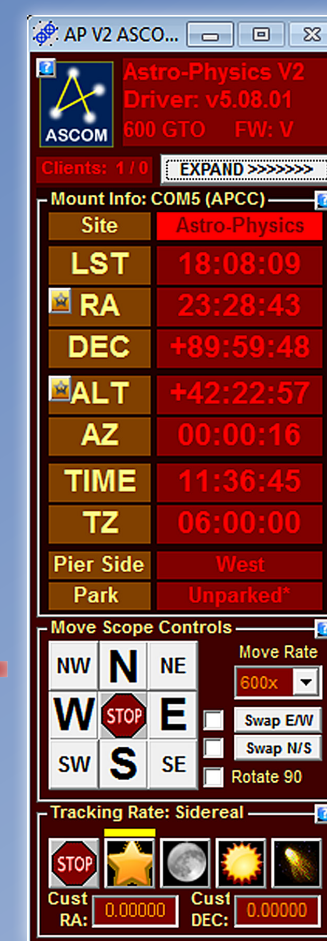 AP V2 ASCO...
Astro-Physics V2
Driver: v5.08.01
600 GTO FW: V
ASCOM
Clients: 1 / 0 EXPAND >>>>>>>
Mount Info: COM5 (APCC)
Site Astro-Physics
LST 18:08:09
RA 23:28:43
DEC +89:59:48
ALT +42:22:57
AZ 00:00:16
TIME 11:36:45
TZ 06:00:00
Pier Side West
Park Unparked*
Move Scope Controls
NW N NE Move Rate
600x
W STOP E Swap E/W
Swap N/S
SW S SE Rotate 90
Tracking Rate: Sidereal
STOP
Cust RA: 0.00000 Cust DEC: 0.00000